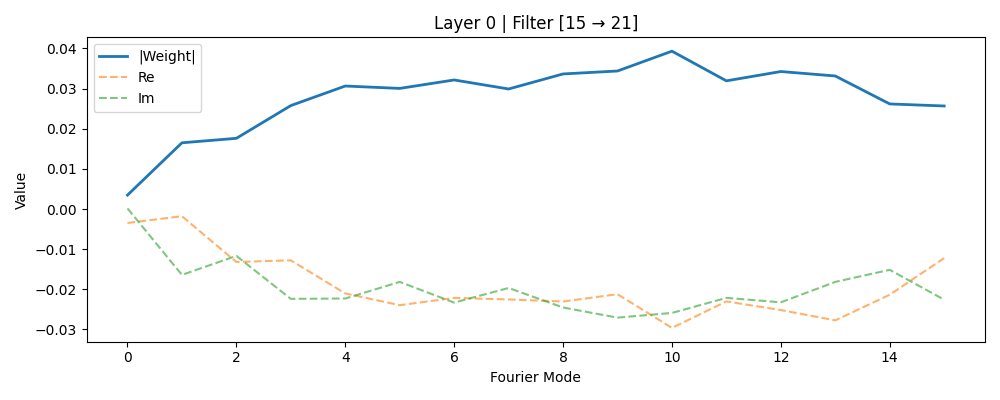 Layer 0 | Filter [15 → 21]
|Weight|
Re
Im
0.04
0.03
0.02
0.01
0.00
−0.01
−0.02
−0.03
Value
0 2 4 6 8 10 12 14
Fourier Mode